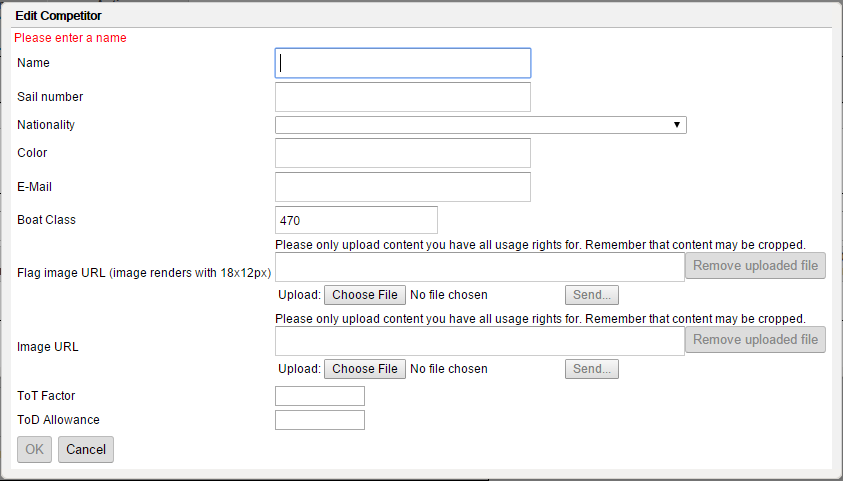 Edit Competitor
Please enter a name
Name
Sail number
Nationality
Color
E-Mail
Boat Class 470
Please only upload content you have all usage rights for. Remember that content may be cropped.
Flag image URL (image renders with 18x12px) Remove uploaded file
Upload: Choose File No file chosen Send...
Please only upload content you have all usage rights for. Remember that content may be cropped.
Image URL Remove uploaded file
Upload: Choose File No file chosen Send...
ToT Factor
ToD Allowance
OK Cancel